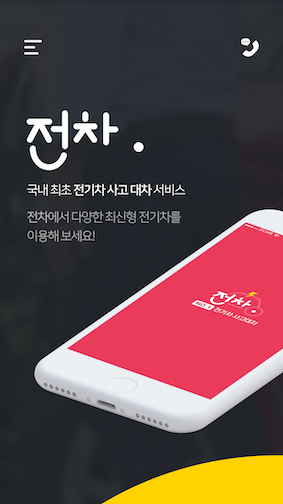 전차.
국내 최초 전기차 사고 대차 서비스
전차에서 다양한 최신형 전기차를
이용해 보세요!
전차
NO. 1 전기차 사고대차